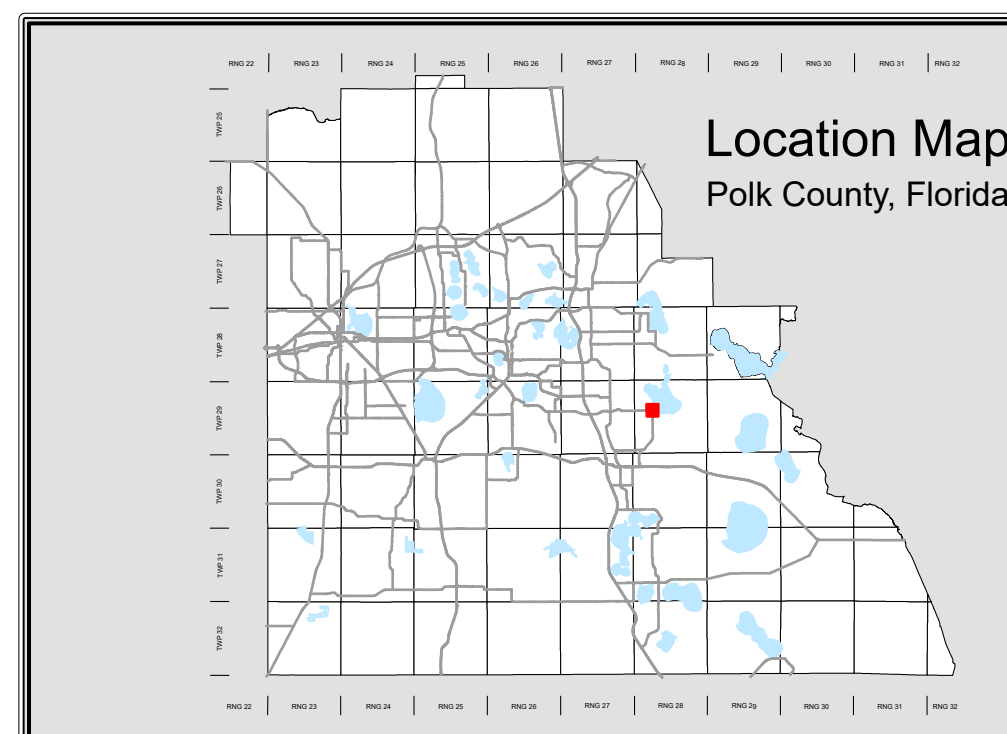 RNG 22 RNG 23 RNG 24 RNG 25 RNG 26 RNG 27 RNG 28 RNG 29 RNG 30 RNG 31 RNG 32
Location Map
Polk County, Florida
TWP 25
TWP 26
TWP 27
TWP 28
TWP 29
TWP 30
TWP 31
TWP 32
RNG 22 RNG 23 RNG 24 RNG 25 RNG 26 RNG 27 RNG 28 RNG 29 RNG 30 RNG 31 RNG 32